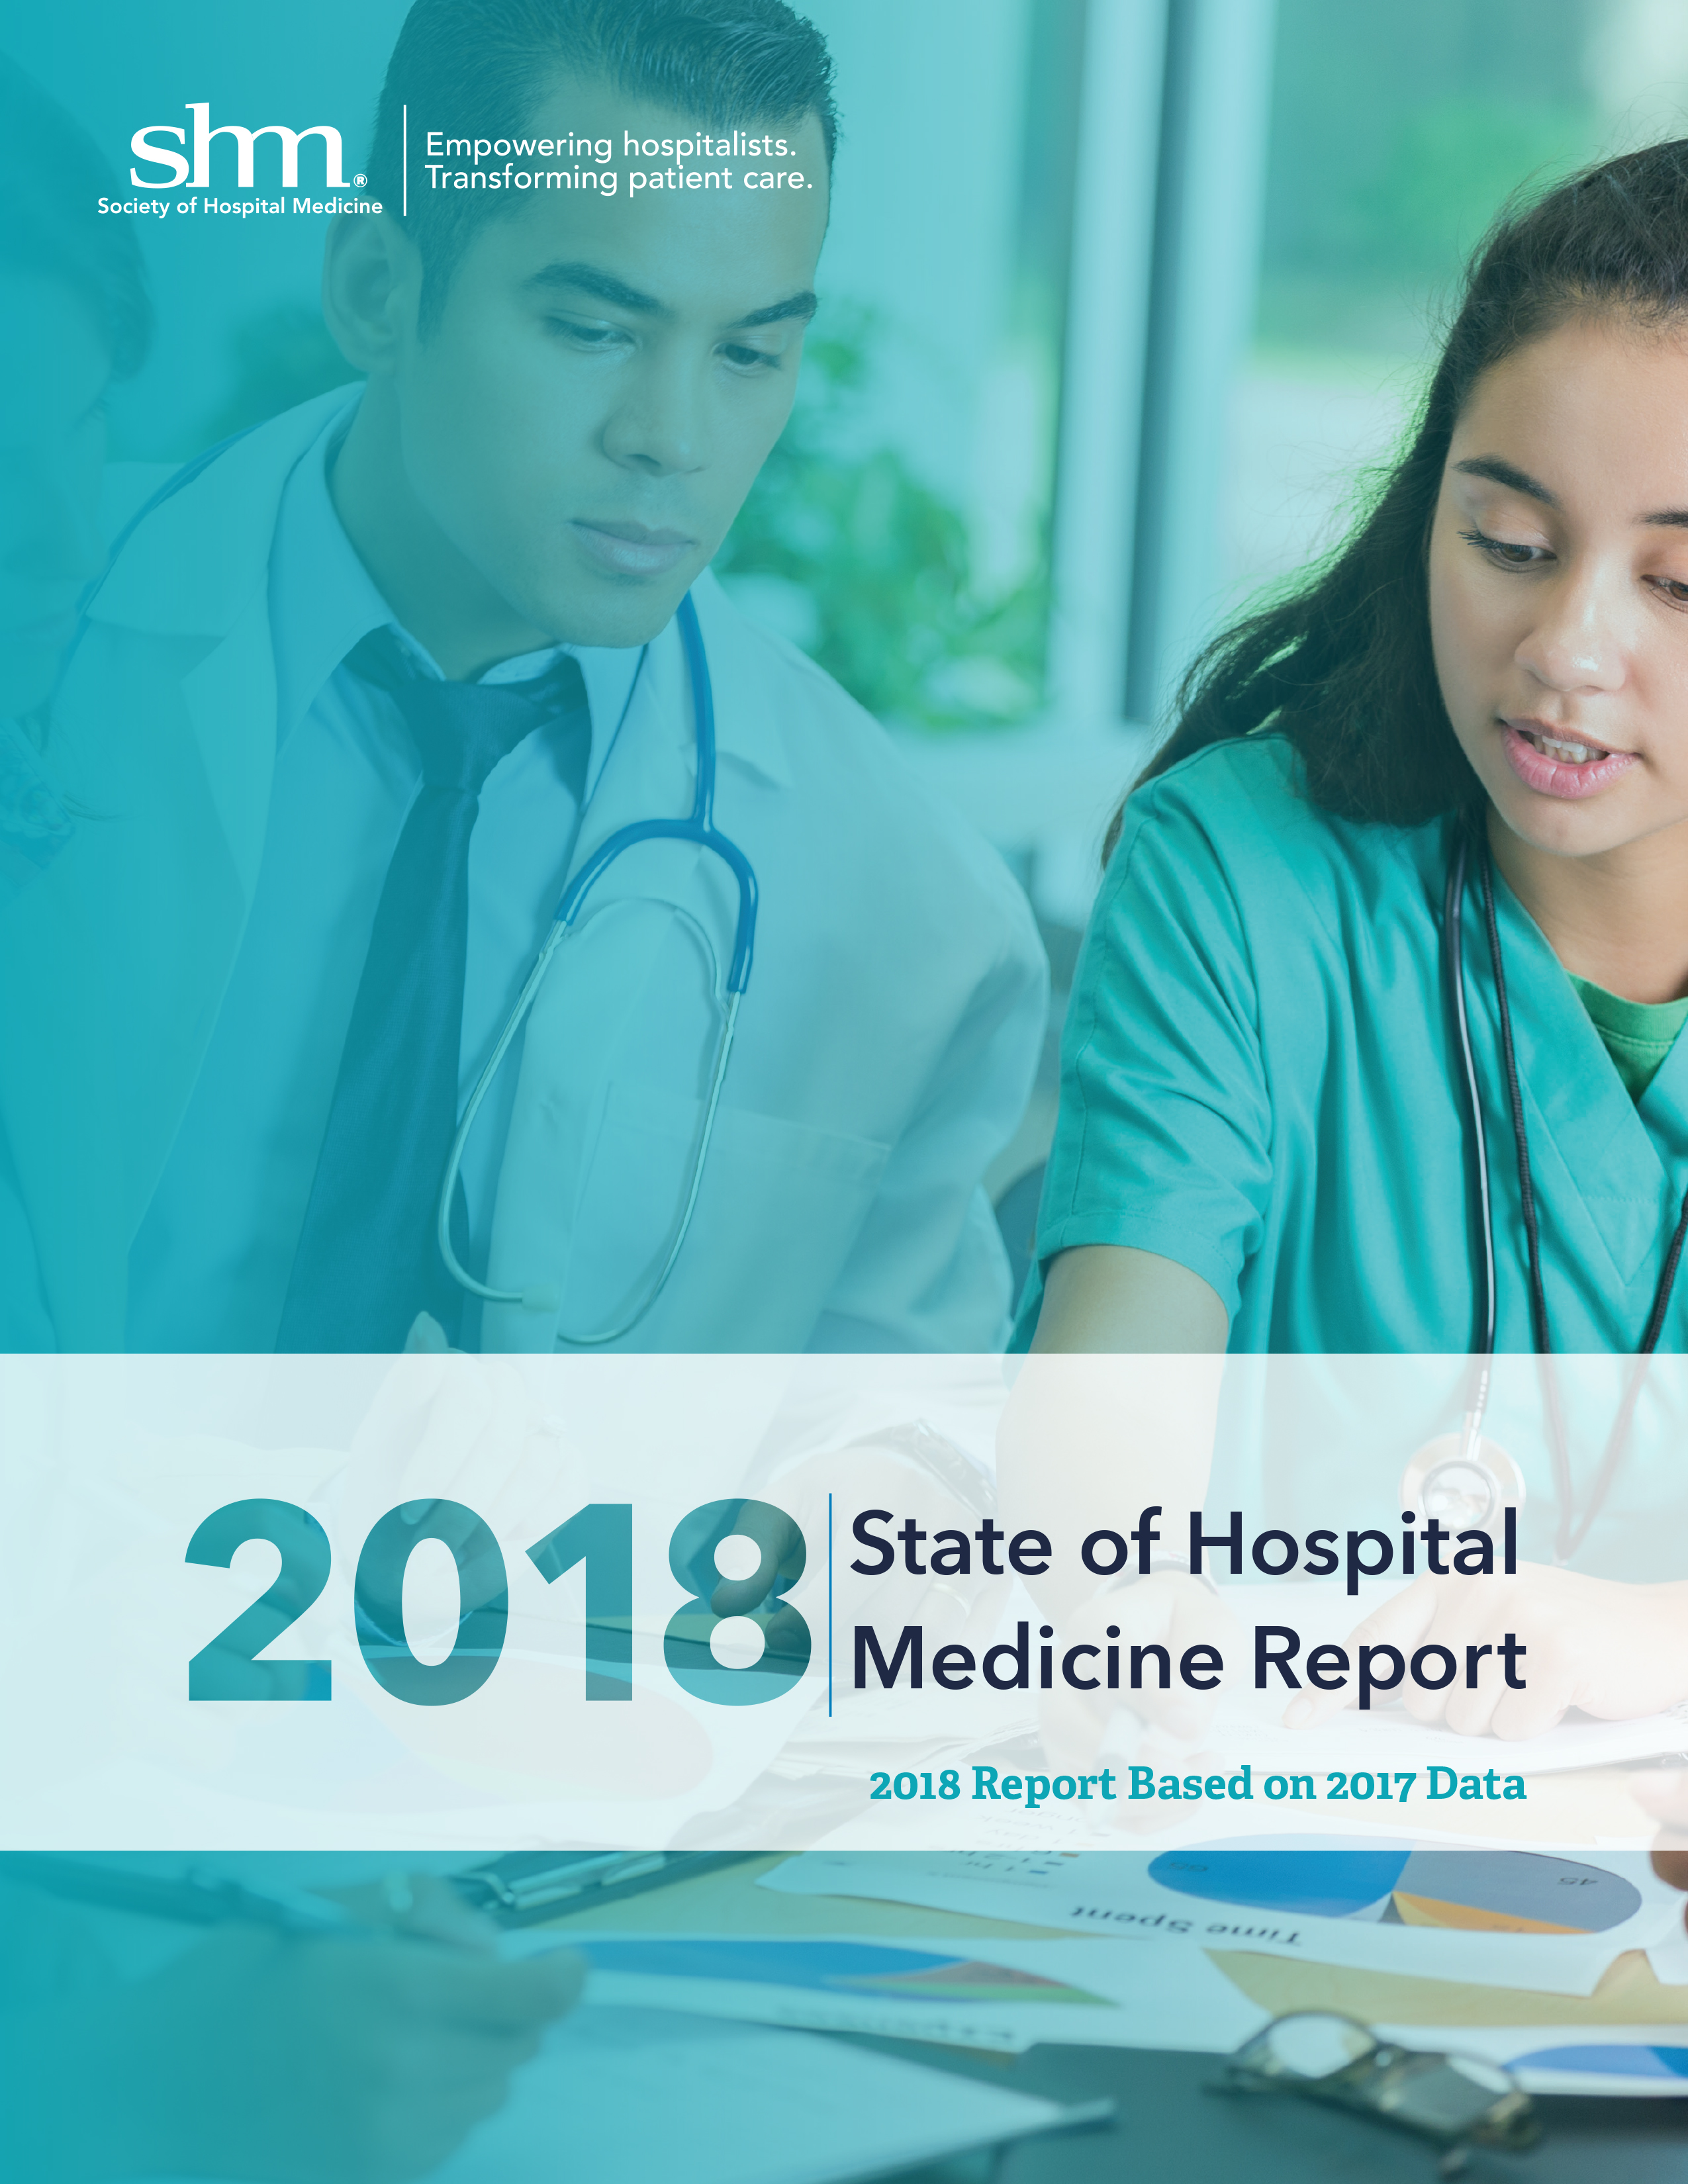 shm®
Society of Hospital Medicine
Empowering hospitalists.
Transforming patient care.
2018
State of Hospital
Medicine Report
2018 Report Based on 2017 Data
Time Spent
65
45